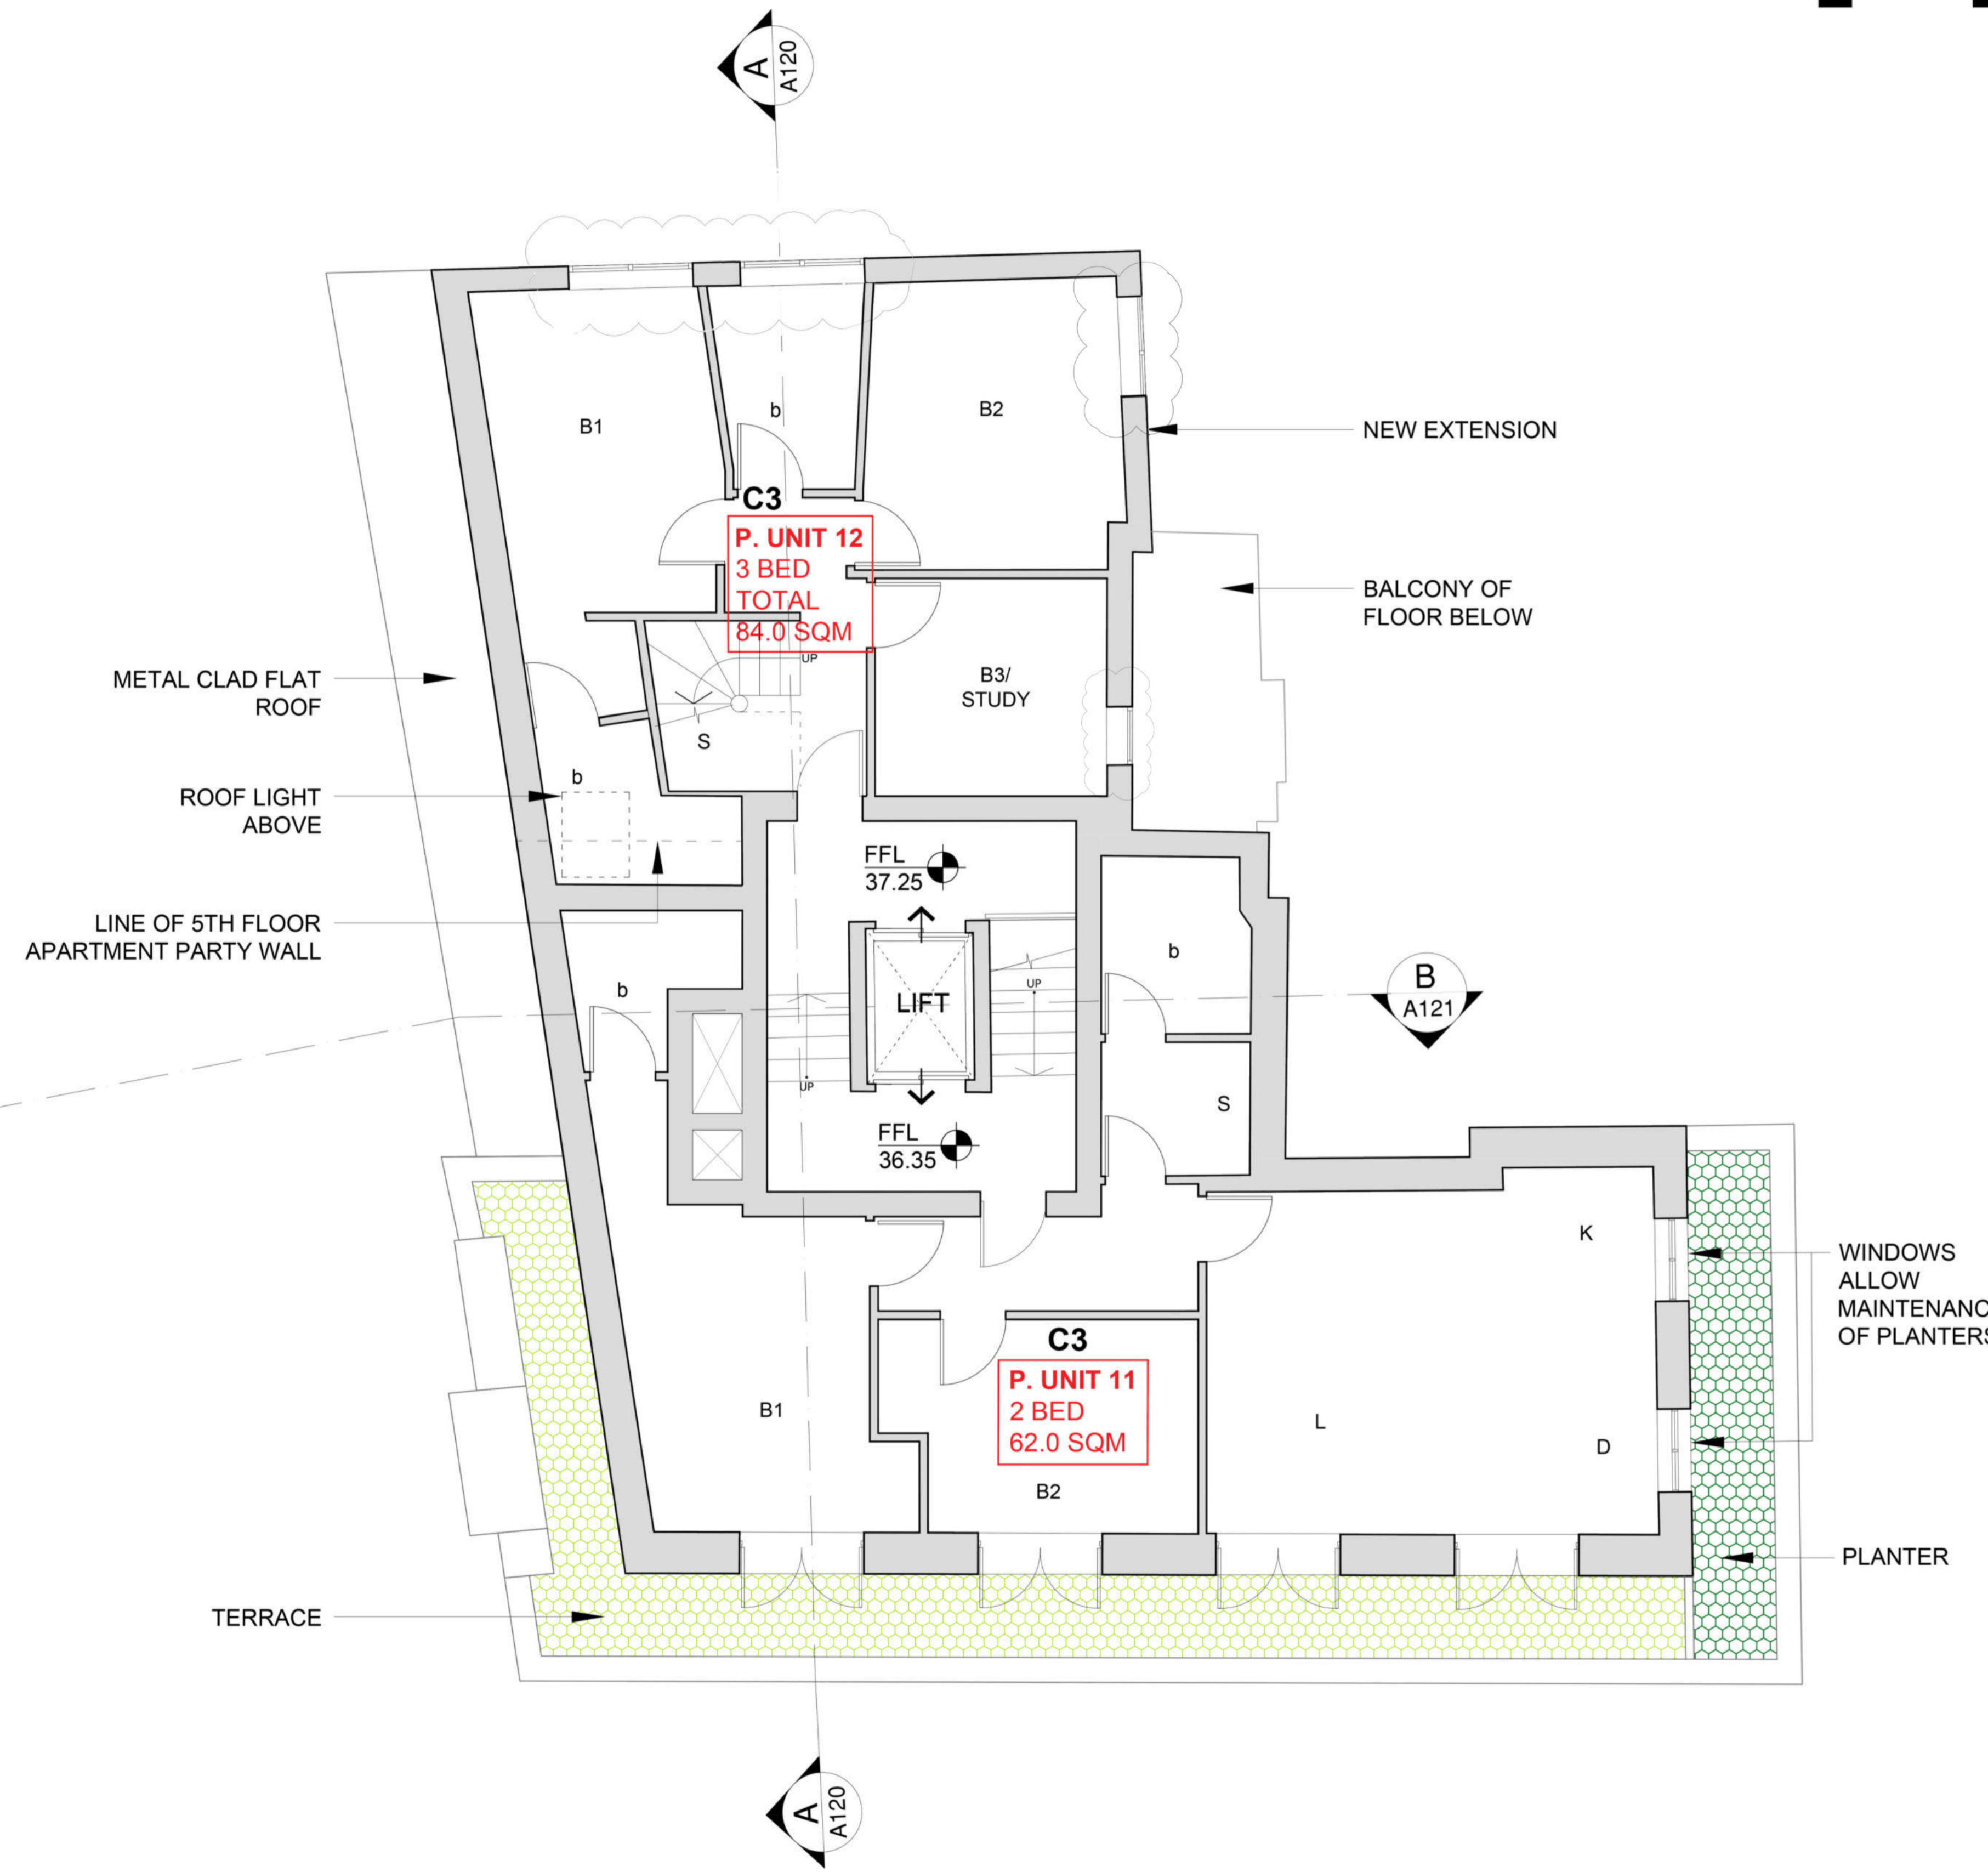 A
A120
B1
b
B2
NEW EXTENSION
C3
P. UNIT 12
3 BED
TOTAL
84.0 SQM
UP
BALCONY OF
FLOOR BELOW
B3/
STUDY
METAL CLAD FLAT
ROOF
S
b
ROOF LIGHT
ABOVE
FFL
37.25
LINE OF 5TH FLOOR
APARTMENT PARTY WALL
b
b
UP
LIFT
B
A121
UP
S
FFL
36.35
K
WINDOWS
ALLOW
MAINTENANC
OF PLANTERS
C3
P. UNIT 11
2 BED
62.0 SQM
B1
L
D
B2
PLANTER
TERRACE
A
A120